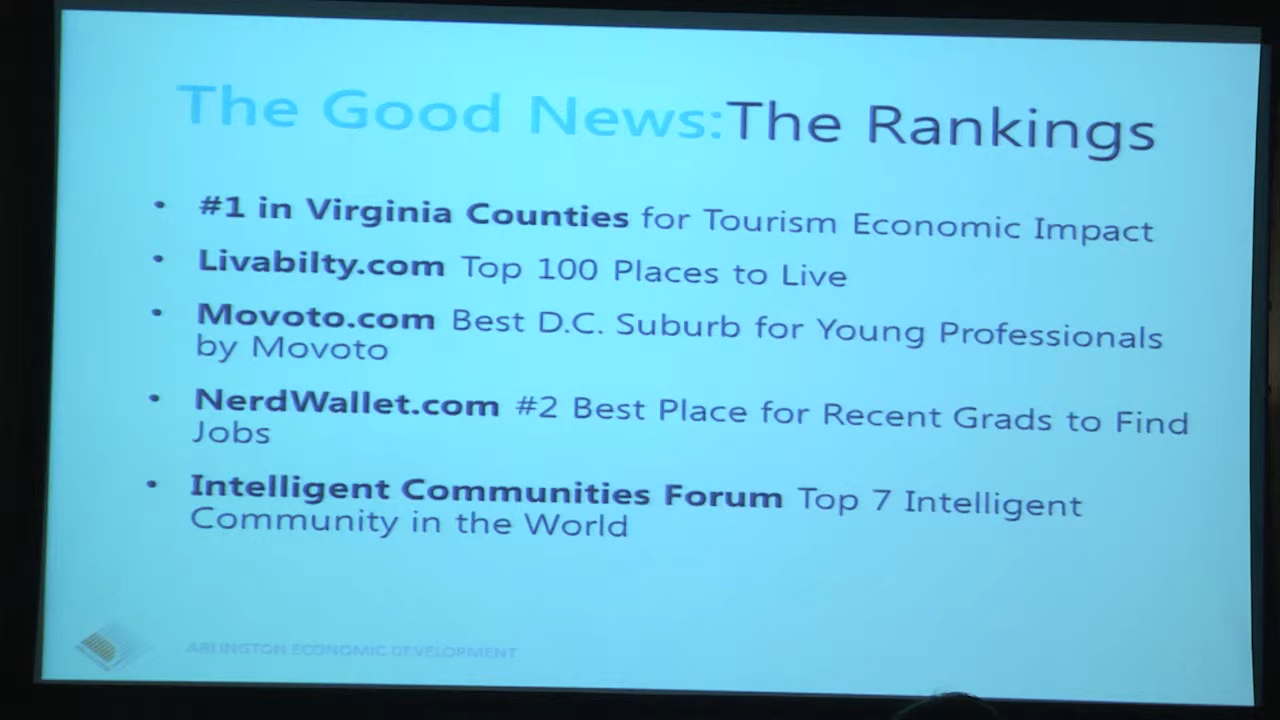 The Good News:The Rankings
• #1 in Virginia Counties for Tourism Economic Impact
• Livabilty.com Top 100 Places to Live
• Movoto.com Best D.C. Suburb for Young Professionals
by Movoto
• NerdWallet.com #2 Best Place for Recent Grads to Find
Jobs
• Intelligent Communities Forum Top 7 Intelligent
Community in the World
ARLINGTON ECONOMIC DEVELOPMENT